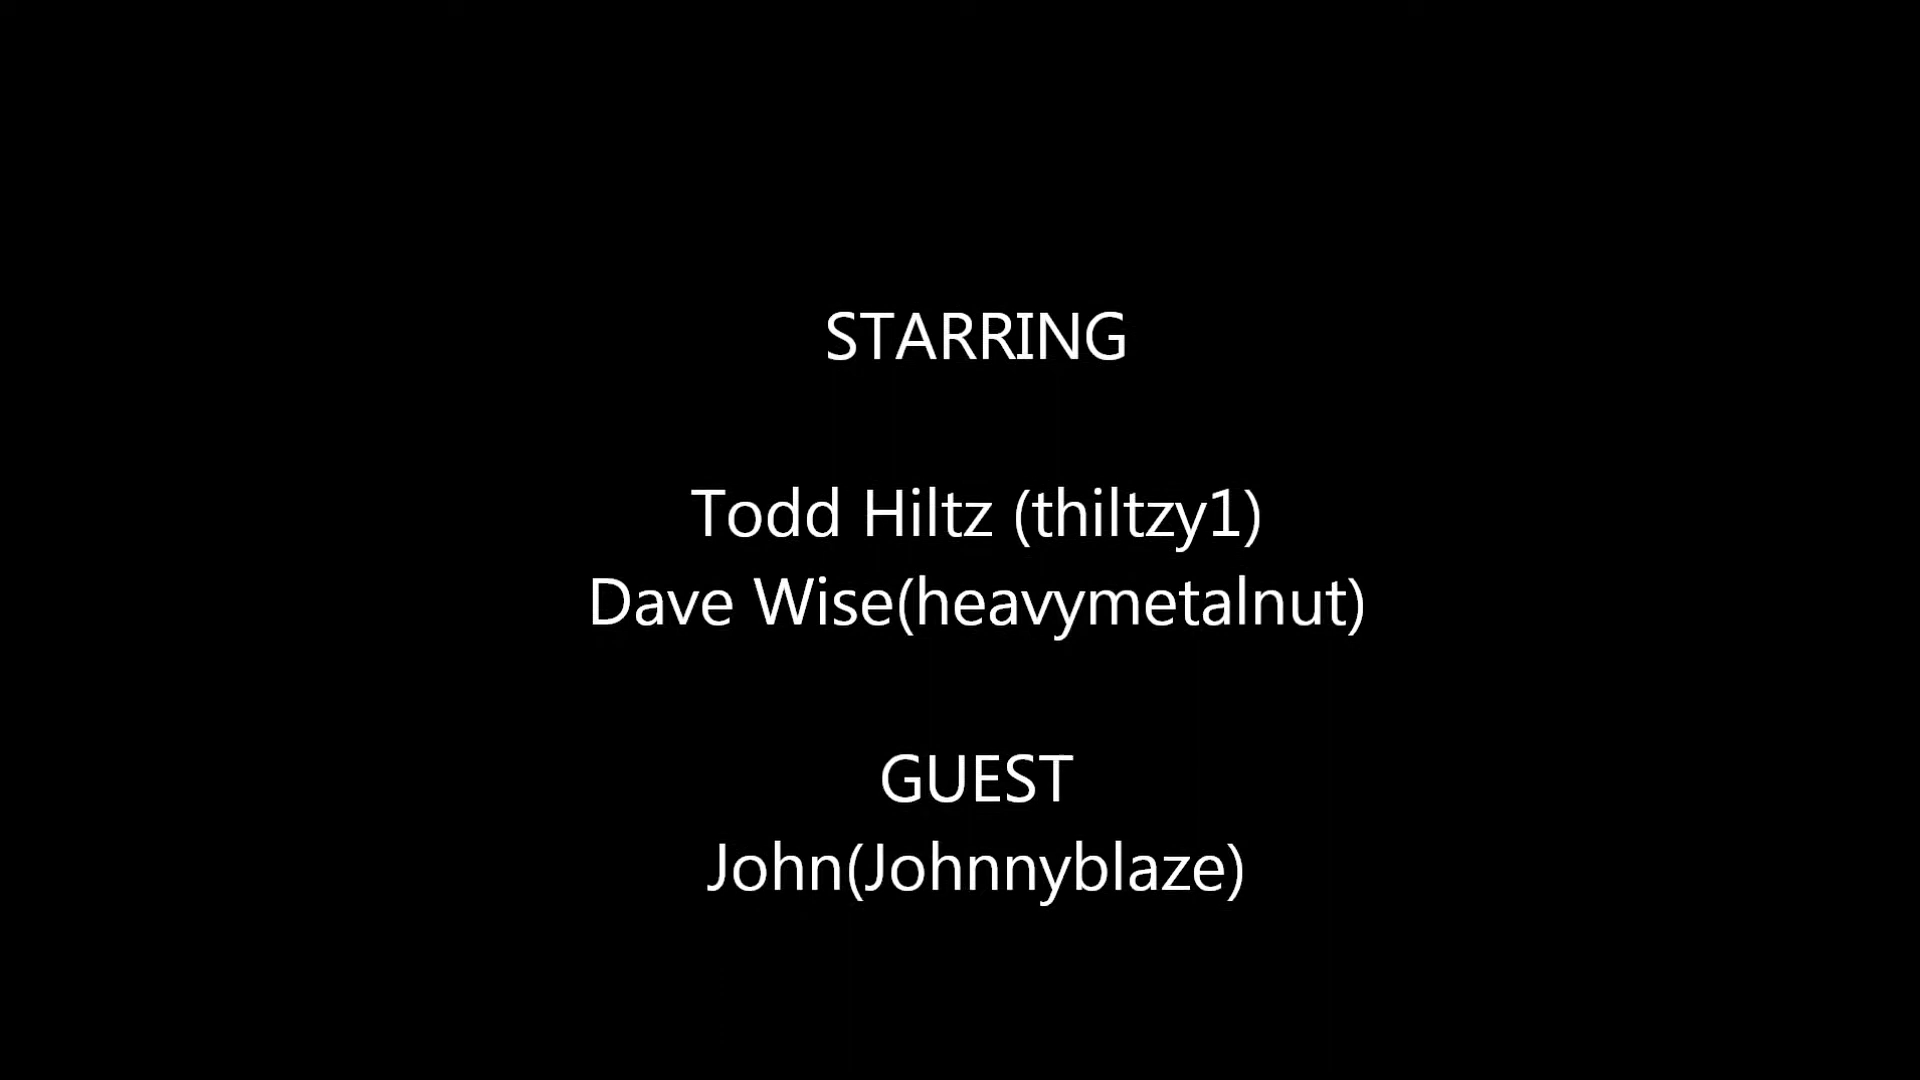 STARRING
Todd Hiltz (thiltzy1)
Dave Wise(heavymetalnut)
GUEST
John(Johnnyblaze)